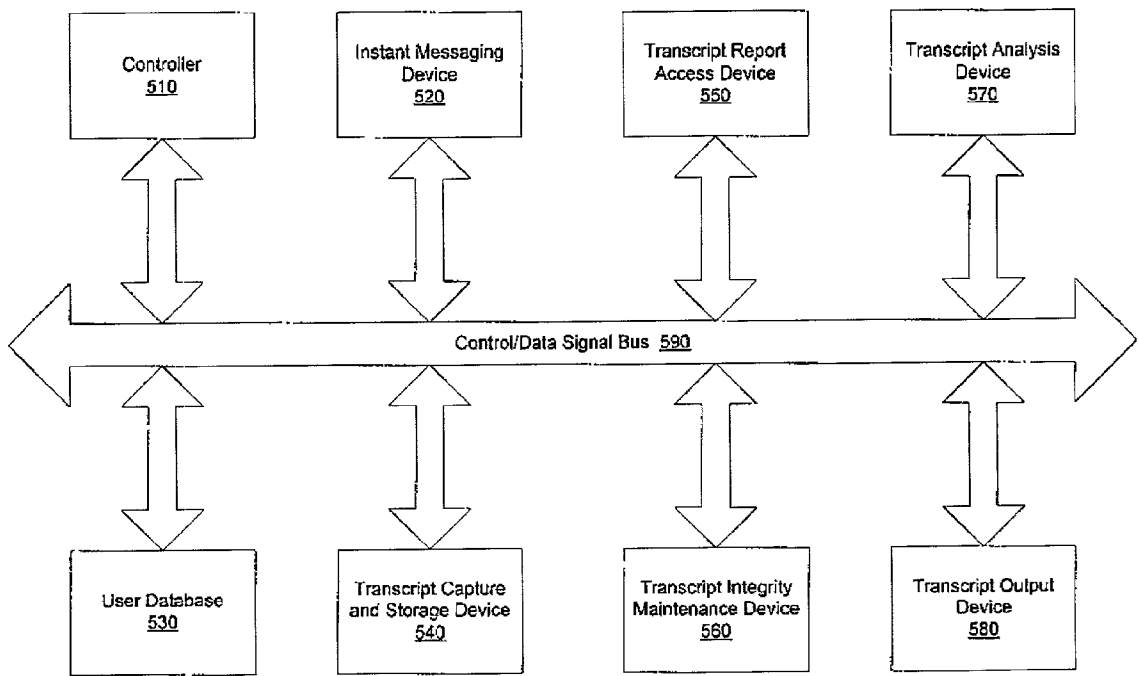 Controller
510
Instant Messaging
Device
520
Transcript Report
Access Device
550
Transcript Analysis
Device
570
Control/Data Signal Bus 590
User Database
530
Transcript Capture
and Storage Device
540
Transcript Integrity
Maintenance Device
560
Transcript Output
Device
580